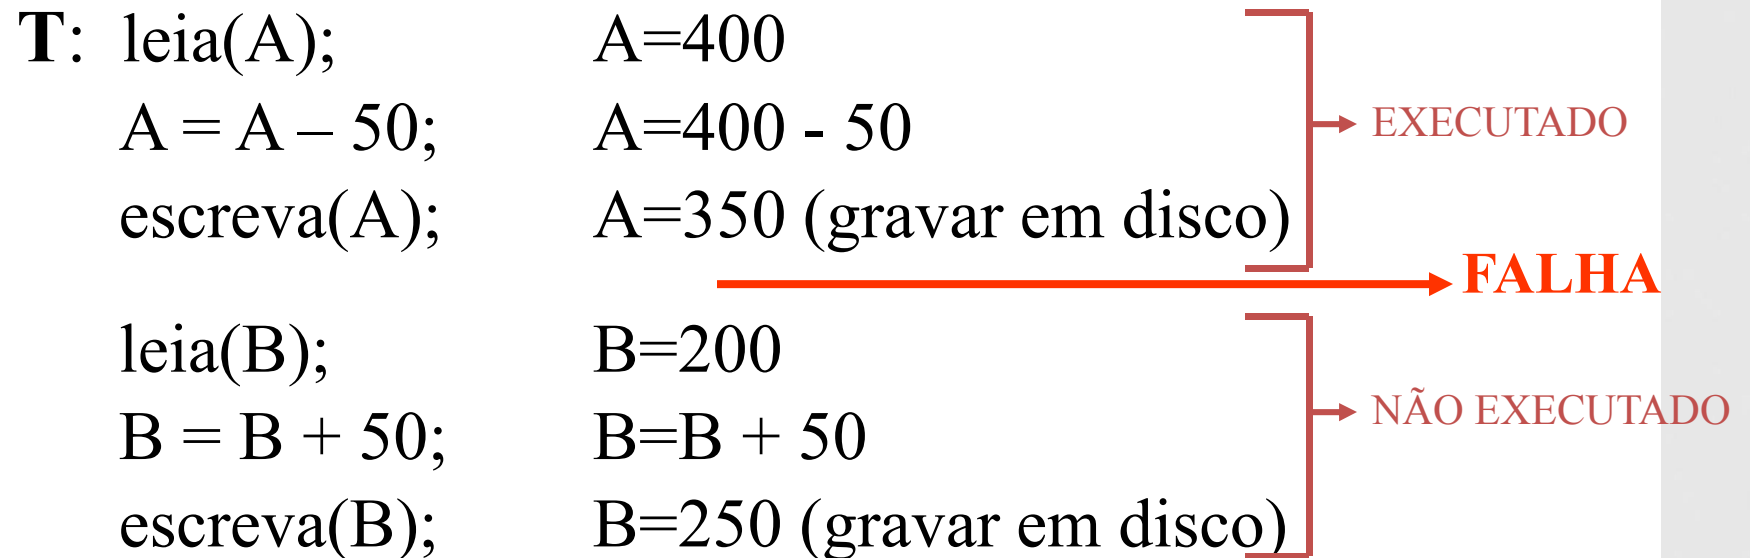 T: leia(A); A=400
A = A – 50; A=400 - 50
EXECUTADO
escreva(A); A=350 (gravar em disco)
FALHA
leia(B); B=200
B = B + 50; B=B + 50
NÃO EXECUTADO
escreva(B); B=250 (gravar em disco)